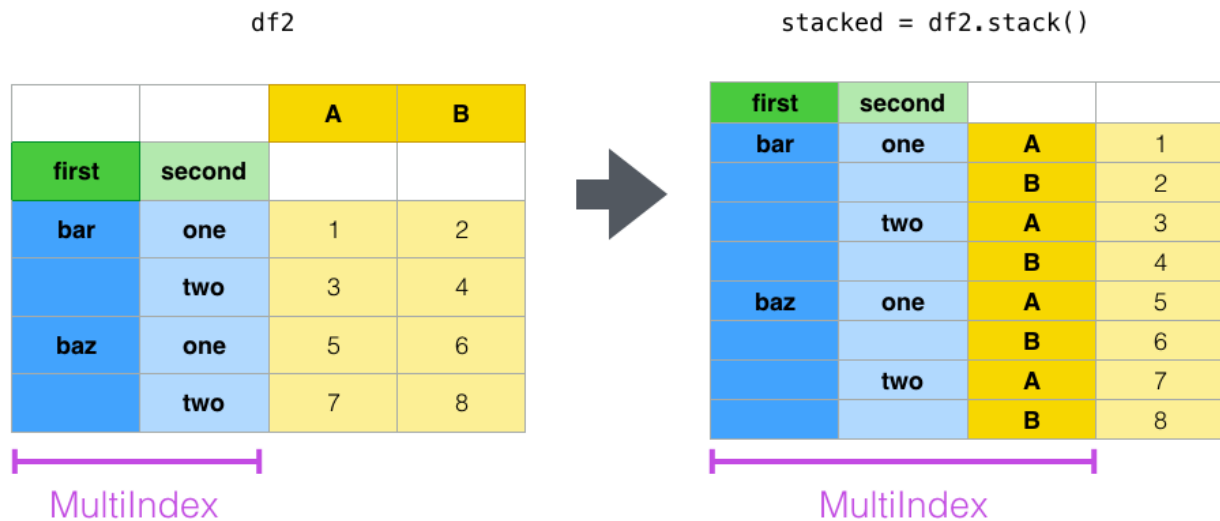 df2
A B
first second
bar one 1 2
two 3 4
baz one 5 6
two 7 8
MultiIndex
stacked = df2.stack()
first second
bar one A 1
B 2
two A 3
B 4
baz one A 5
B 6
two A 7
B 8
MultiIndex